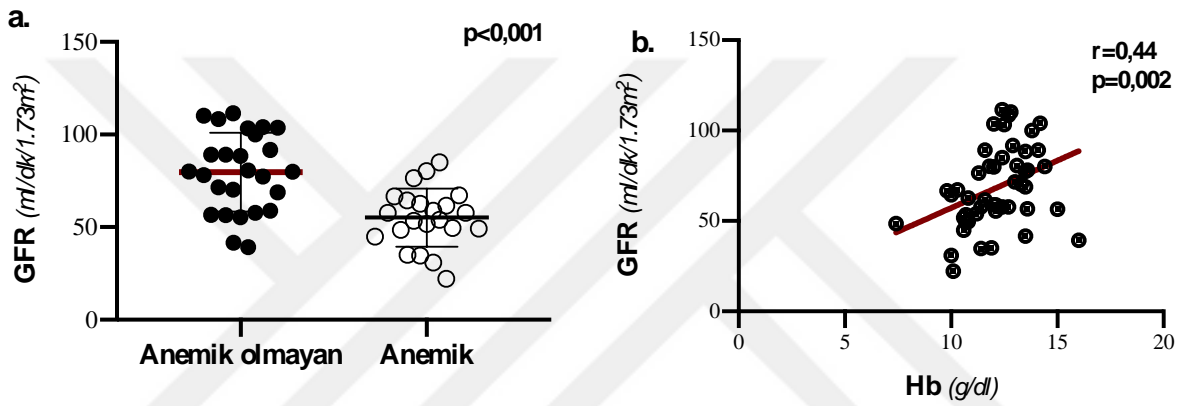 a.
p<0,001
GFR (ml/dk/1.73m²)
150
100
50
0
Anemik olmayan
Anemik
b.
r=0,44
p=0,002
GFR (ml/dk/1.73m²)
150
100
50
0
0
5
10
15
20
Hb (g/dl)